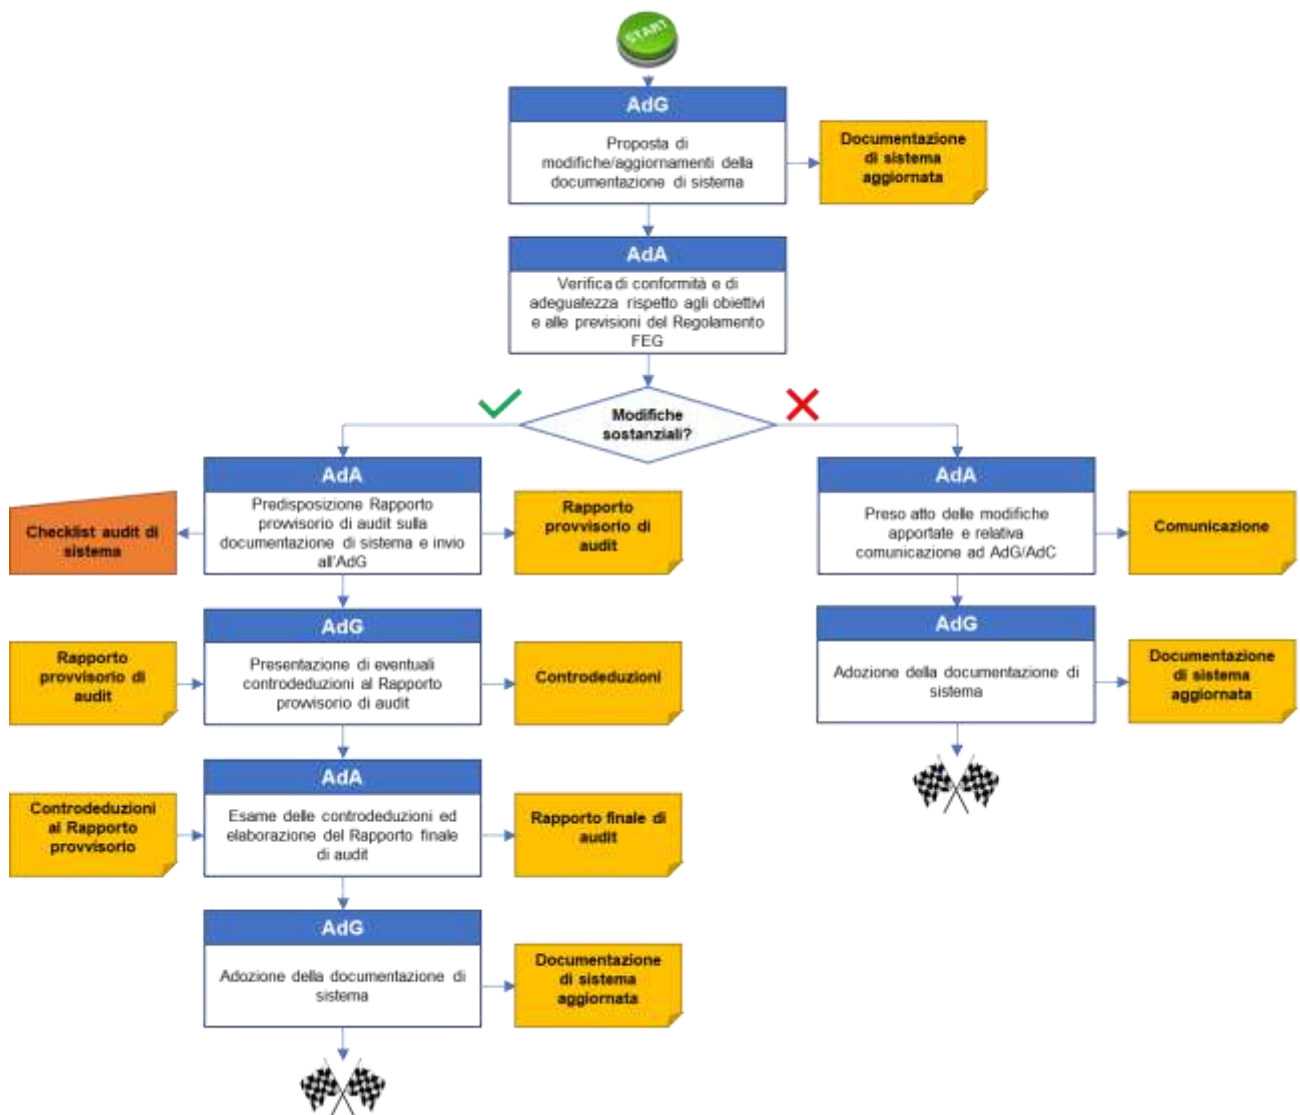 START
AdG
Proposta di
modifiche/aggiornamenti della
documentazione di sistema
Documentazione
di sistema
aggiornata
AdA
Verifica di conformità e di
adeguatezza rispetto agli obiettivi
e alle previsioni del Regolamento
FEG
Modifiche
sostanziali?
AdA
Predisposizione Rapporto
provvisorio di audit sulla
documentazione di sistema e invio
all'AdG
Checklist audit di
sistema
Rapporto
provvisorio di
audit
AdA
Preso atto delle modifiche
apportate e relativa
comunicazione ad AdG/AdC
Comunicazione
AdG
Presentazione di eventuali
controdeduzioni al Rapporto
provvisorio di audit
Rapporto
provvisorio di
audit
Controdeduzioni
AdG
Adozione della documentazione di
sistema
Documentazione
di sistema
aggiornata
AdA
Esame delle controdeduzioni ed
elaborazione del Rapporto finale
di audit
Controdeduzioni
al Rapporto
provvisorio
Rapporto finale di
audit
AdG
Adozione della documentazione di
sistema
Documentazione
di sistema
aggiornata